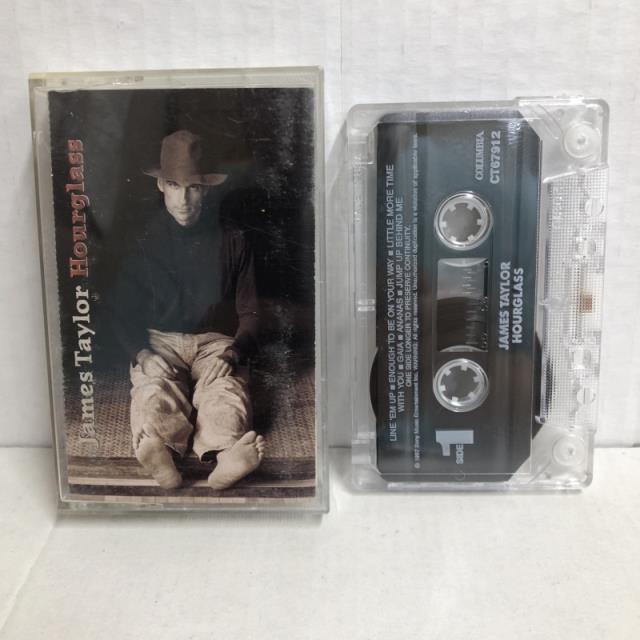 James Taylor Hourglass
COLUMBIA
CT67912
LINE 'EM UP ■ ENOUGH TO BE ON YOUR WAY ■ LITTLE MORE TIME
WITH YOU ■ GAIA ■ ANANAS ■ JUMP UP BEHIND ME
ONE SIDE LONGER TO PRESERVE CONTINUITY.
JAMES TAYLOR
HOURGLASS
SIDE 1